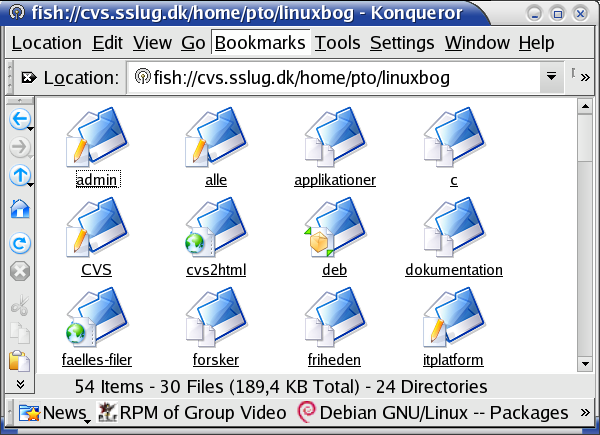 fish://cvs.sslug.dk/home/pto/linuxbog - Konqueror
Location Edit View Go Bookmarks Tools Settings Window Help
Location: fish://cvs.sslug.dk/home/pto/linuxbog
admin alle applikationer c
CVS cvs2html deb dokumentation
faelles-filer forsker friheden itplatform
54 Items - 30 Files (189,4 KB Total) - 24 Directories
News RPM of Group Video Debian GNU/Linux -- Packages »